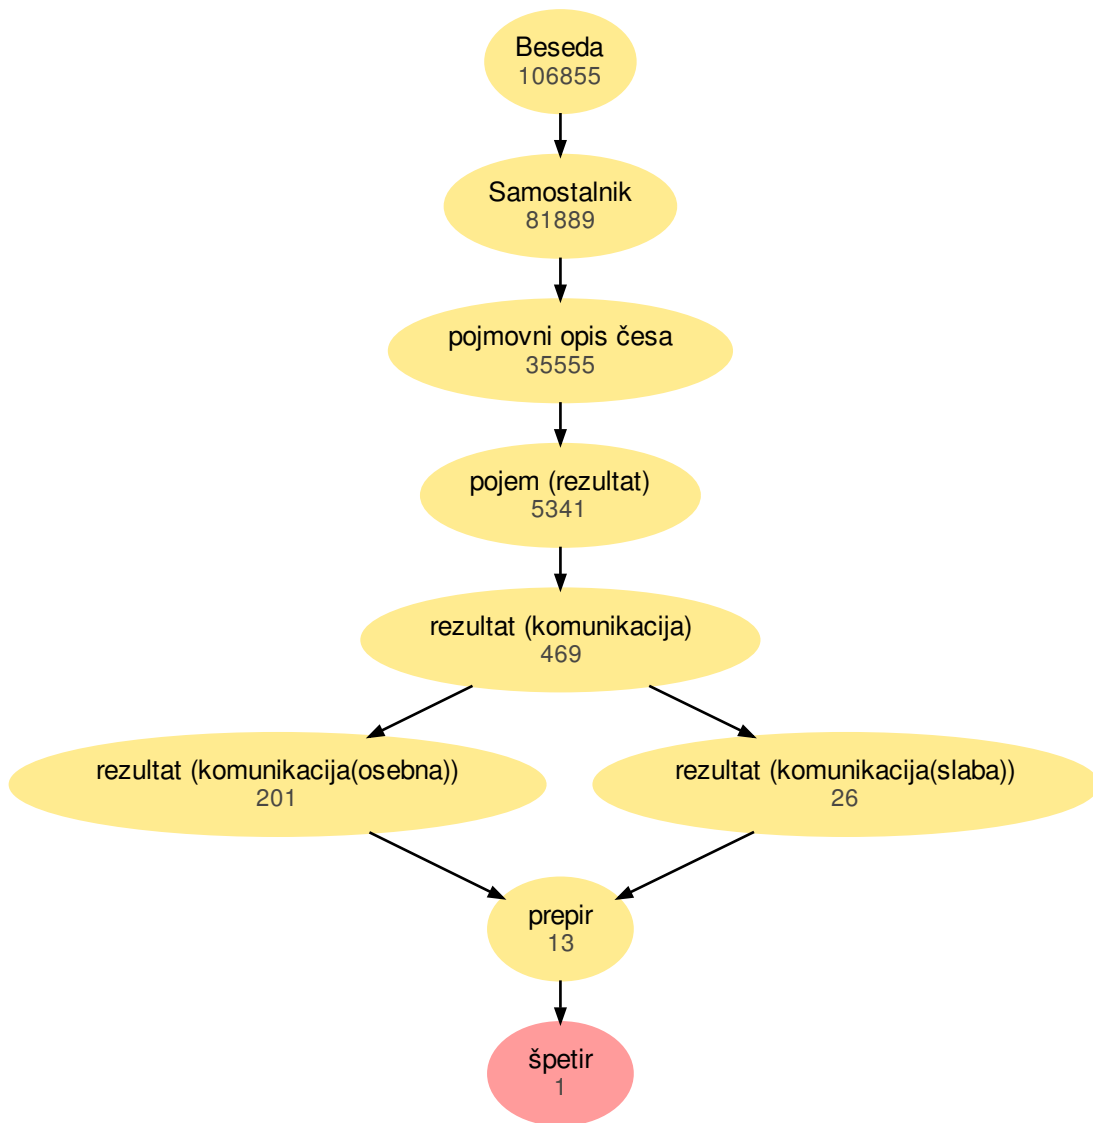 Beseda
106855
Samostalnik
81889
pojmovni opis česa
35555
pojem (rezultat)
5341
rezultat (komunikacija)
469
rezultat (komunikacija(osebna))
201
rezultat (komunikacija(slaba))
26
prepir
13
špetir
1